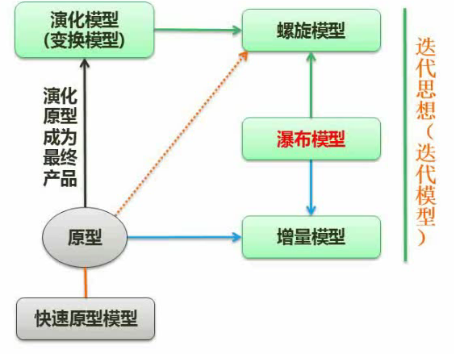 演化模型
(变换模型)
螺旋模型
演化
原型
成为
最终
产品
瀑布模型
原型
增量模型
快速原型模型
迭代思想（迭代模型）